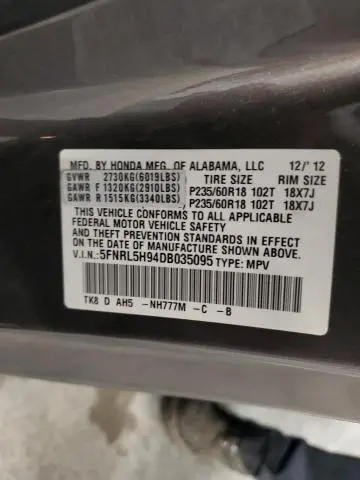 MFD. BY HONDA MFG. OF ALABAMA, LLC 12/'12
GVWR 2730KG(6019LBS) TIRE SIZE RIM SIZE
GAWR F 1320KG(2910LBS) P235/60R18 102T 18X7J
GAWR R 1515KG(3340LBS) P235/60R18 102T 18X7J
THIS VEHICLE CONFORMS TO ALL APPLICABLE
FEDERAL MOTOR VEHICLE SAFETY
STANDARDS IN EFFECT ON THE
DATE OF MANUFACTURE SHOWN ABOVE.
V.I.N.:5FNRL5H94DB035095 TYPE: MPV
TK8 D AH5 -NH777M -C -B